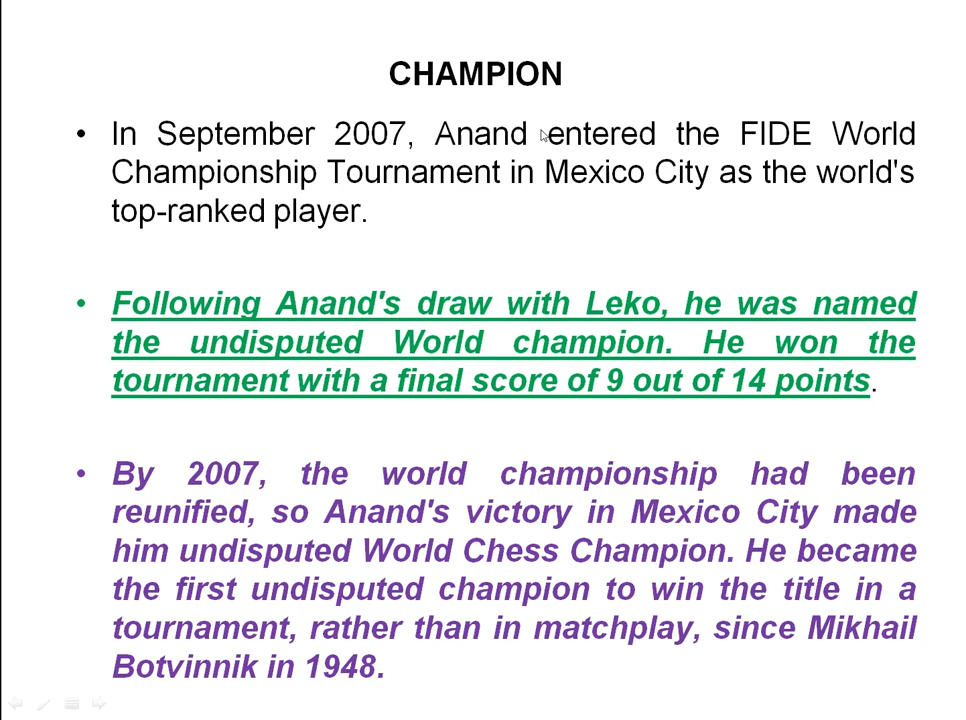 CHAMPION
• In September 2007, Anand entered the FIDE World
Championship Tournament in Mexico City as the world's
top-ranked player.
• Following Anand's draw with Leko, he was named
the undisputed World champion. He won the
tournament with a final score of 9 out of 14 points.
• By 2007, the world championship had been
reunified, so Anand's victory in Mexico City made
him undisputed World Chess Champion. He became
the first undisputed champion to win the title in a
tournament, rather than in matchplay, since Mikhail
Botvinnik in 1948.